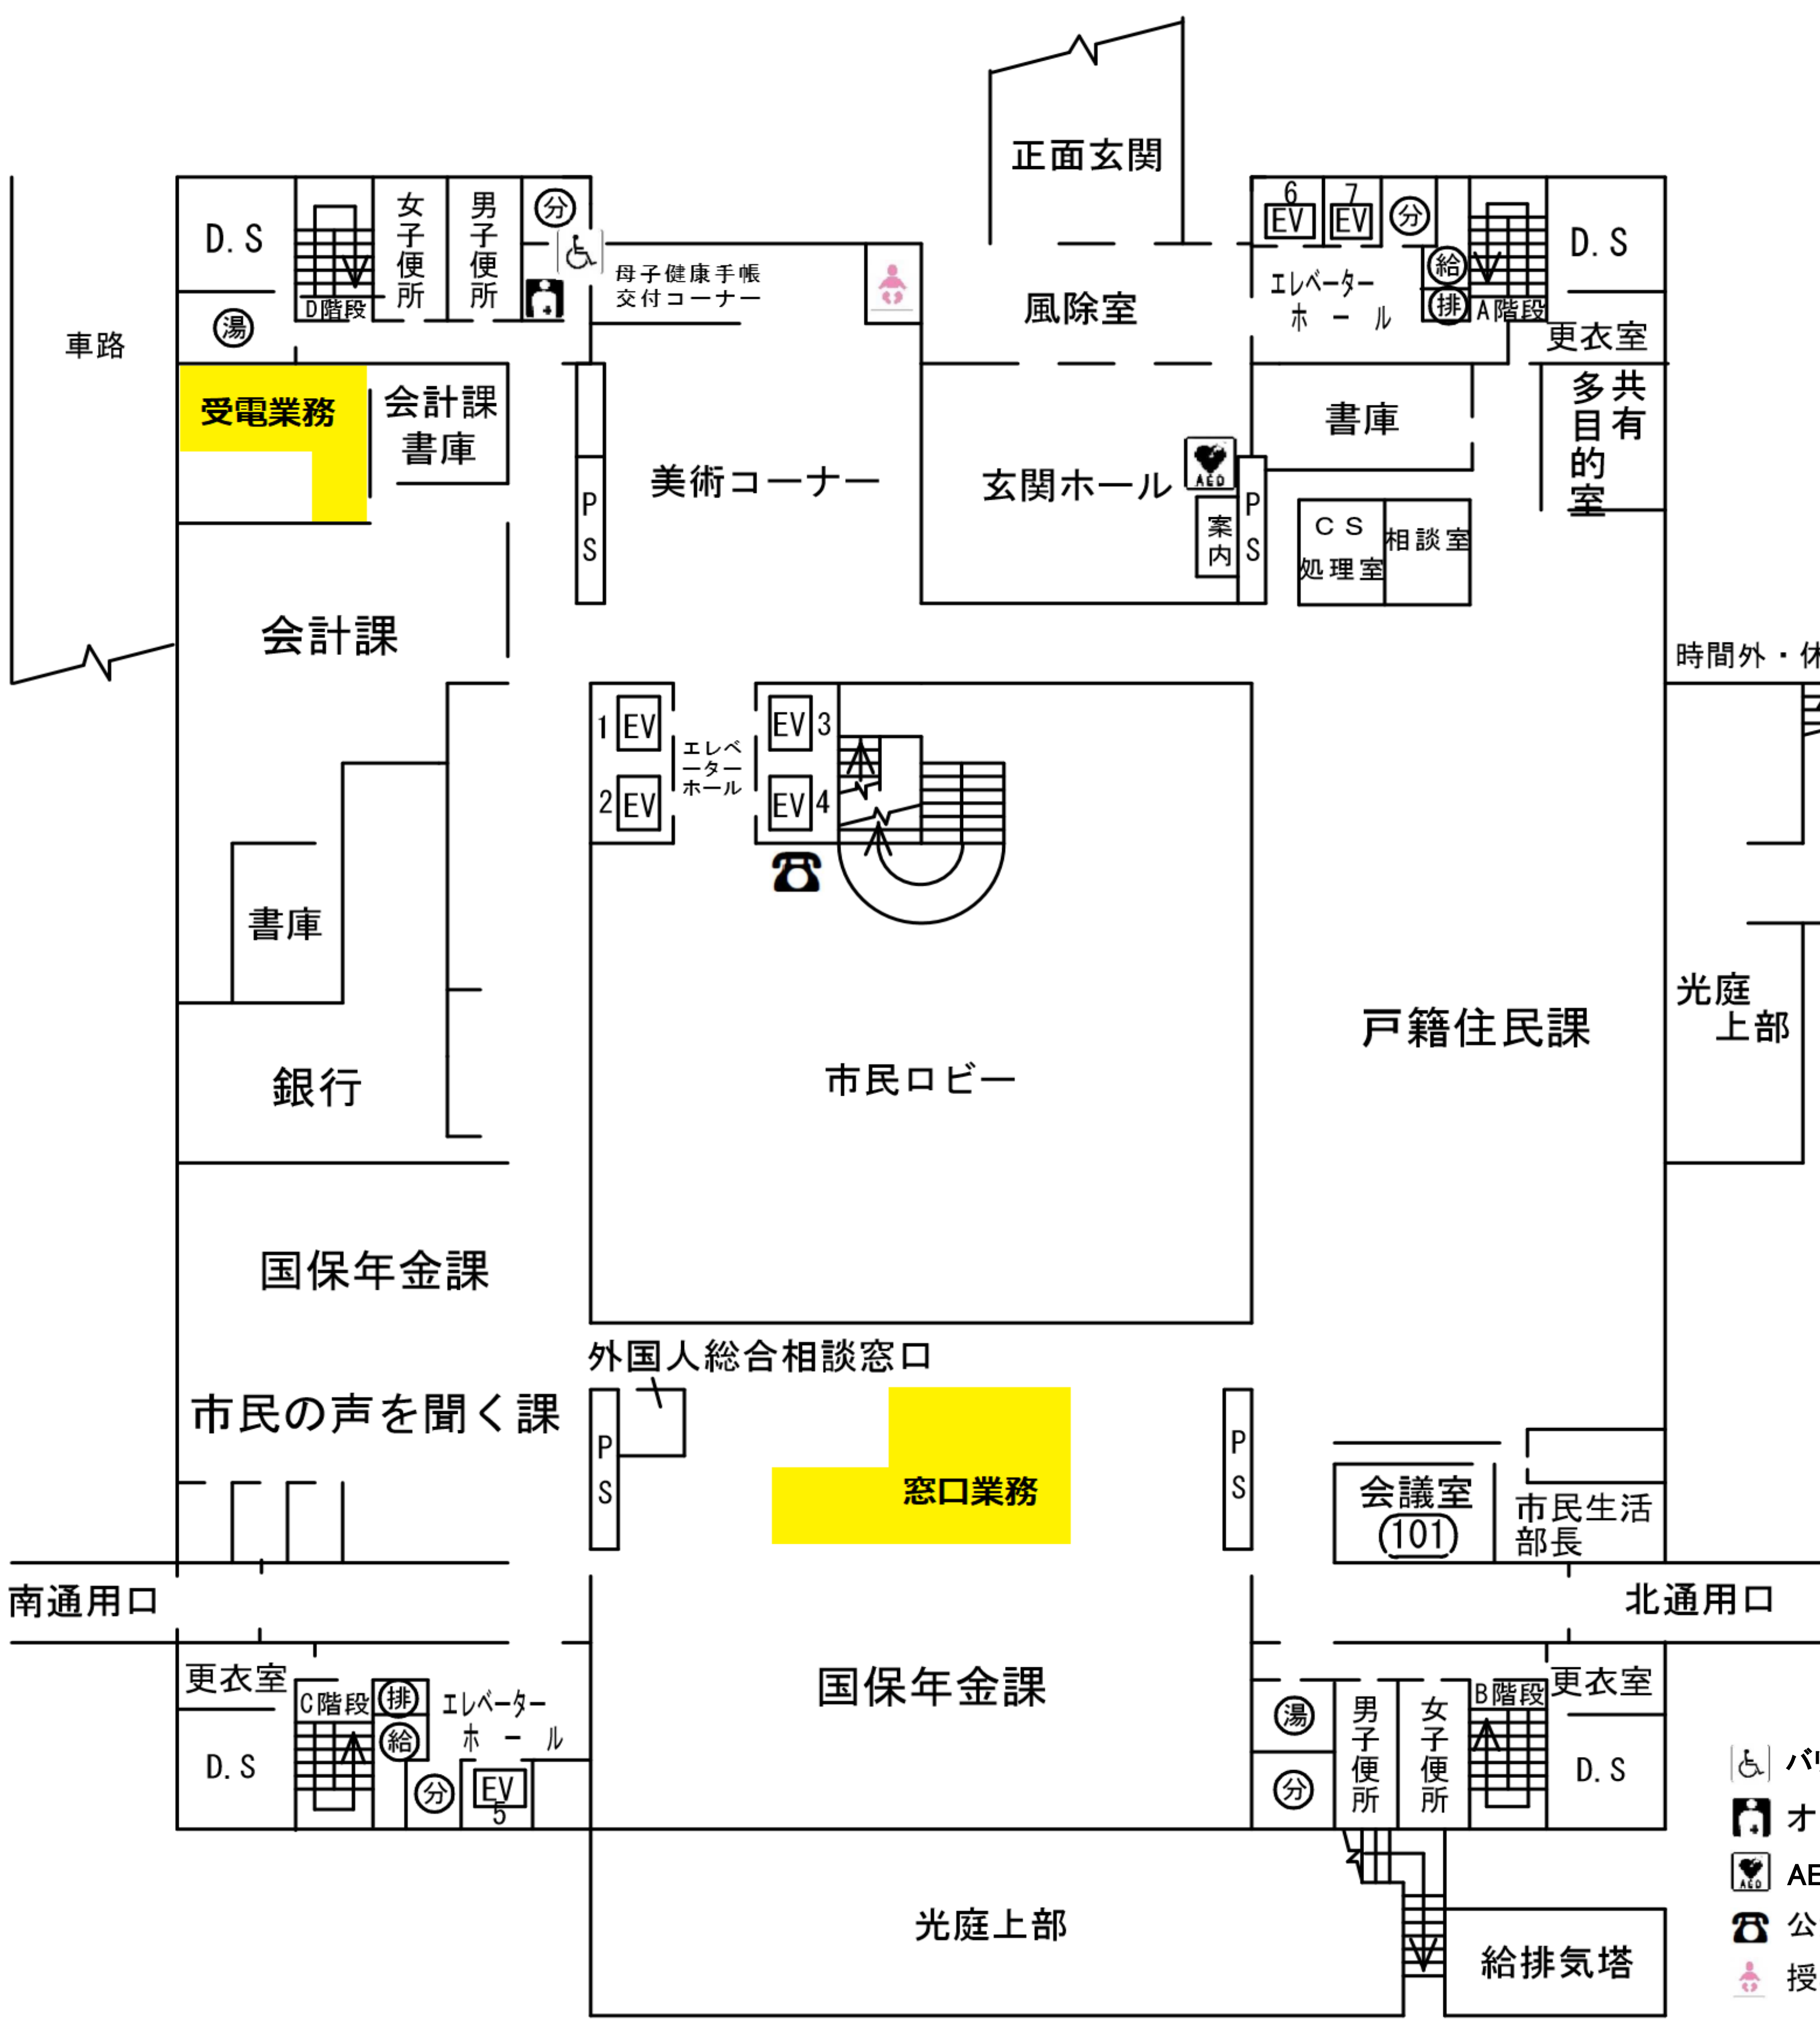 正面玄関
D.S
女子便所
男子便所
分
6
EV
7
EV
分
D.S
D階段
湯
母子健康手帳
交付コーナー
風除室
エレベーター
ホール
給
排
A階段
更衣室
車路
受電業務
会計課
書庫
PS
美術コーナー
玄関ホール
AED
案内
PS
書庫
共有
多目的室
CS
処理室
相談室
会計課
時間外・休
1
EV
エレベ
ーター
ホール
EV
3
2
EV
EV
4
書庫
銀行
市民ロビー
戸籍住民課
光庭
上部
国保年金課
外国人総合相談窓口
市民の声を聞く課
PS
窓口業務
PS
会議室
(101)
市民生活
部長
南通用口
北通用口
更衣室
C階段
排
給
エレベーター
ホール
D.S
分
EV
5
国保年金課
湯
分
男子便所
女子便所
B階段
更衣室
D.S
光庭上部
給排気塔
バリ
オ
AED
AE
公
授